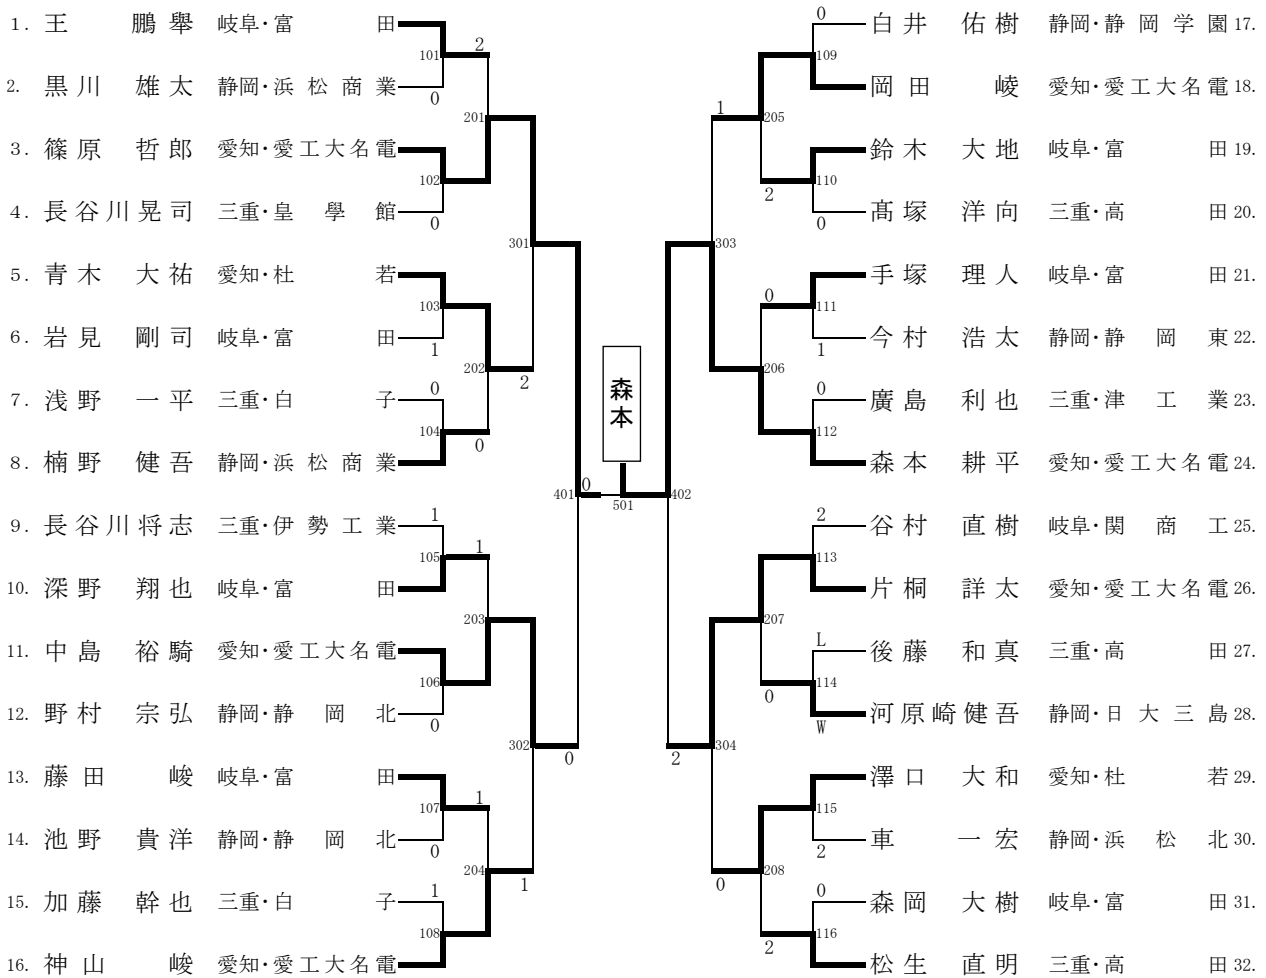 1. 王 鵬 舉 岐阜・富 田
2. 黒 川 雄 太 静岡・浜 松 商 業
3. 篠 原 哲 郎 愛知・愛 工 大 名 電
4. 長谷川晃司 三重・皇 學 館
5. 青 木 大 祐 愛知・杜 若
6. 岩 見 剛 司 岐阜・富 田
7. 浅 野 一 平 三重・白 子
8. 楠 野 健 吾 静岡・浜 松 商 業
9. 長谷川将志 三重・伊 勢 工 業
10. 深 野 翔 也 岐阜・富 田
11. 中 島 裕 騎 愛知・愛 工 大 名 電
12. 野 村 宗 弘 静岡・静 岡 北
13. 藤 田 峻 岐阜・富 田
14. 池 野 貴 洋 静岡・静 岡 北
15. 加 藤 幹 也 三重・白 子
16. 神 山 峻 愛知・愛 工 大 名 電
101
2
0
102
0
201
103
1
0
104
202
0
301
2
1
105
1
106
0
203
107
1
0
1
108
204
1
302
0
401
0
森本
501
402
0
109
110
0
1
205
2
111
1
0
112
0
206
303
2
113
L
114
W
207
0
115
2
0
116
208
2
304
0
2
白 井 佑 樹 静岡・静 岡 学 園 17.
岡 田 崚 愛知・愛 工 大 名 電 18.
鈴 木 大 地 岐阜・富 田 19.
髙 塚 洋 向 三重・高 田 20.
手 塚 理 人 岐阜・富 田 21.
今 村 浩 太 静岡・静 岡 東 22.
廣 島 利 也 三重・津 工 業 23.
森 本 耕 平 愛知・愛 工 大 名 電 24.
谷 村 直 樹 岐阜・関 商 工 25.
片 桐 詳 太 愛知・愛 工 大 名 電 26.
後 藤 和 真 三重・高 田 27.
河原崎健吾 静岡・日 大 三 島 28.
澤 口 大 和 愛知・杜 若 29.
車 一 宏 静岡・浜 松 北 30.
森 岡 大 樹 岐阜・富 田 31.
松 生 直 明 三重・高 田 32.